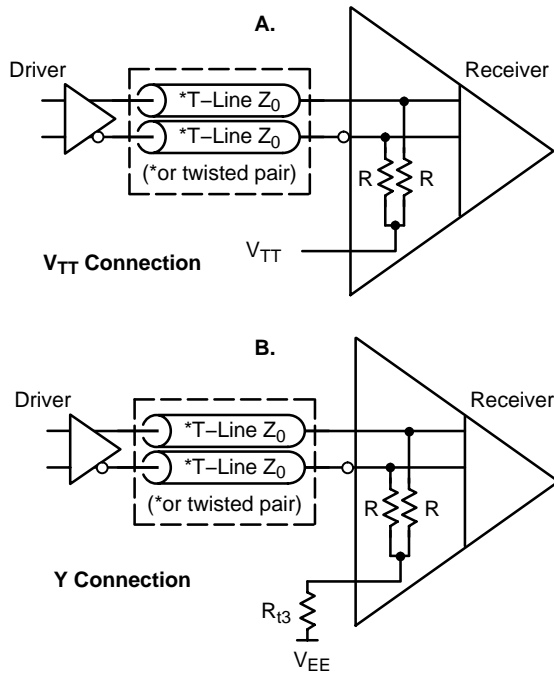 A.
Driver
Receiver
*T–Line Z0
*T–Line Z0
(*or twisted pair)
R
R
VTT
VTT Connection
B.
Driver
Receiver
*T–Line Z0
*T–Line Z0
(*or twisted pair)
R
R
Y Connection
Rt3
VEE